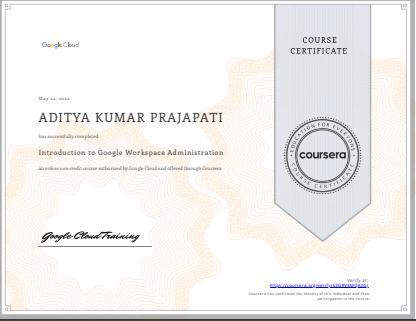 Google Cloud
COURSE
CERTIFICATE
May 22, 2022
ADITYA KUMAR PRAJAPATI
has successfully completed
Introduction to Google Workspace Administration
an online non-credit course authorized by Google Cloud and offered through Coursera
EDUCATION FOR EVERYONE
coursera
COURSE CERTIFICATE
Google Cloud Training
Verify at:
Coursera has confirmed the identity of this individual and their
participation in the course.